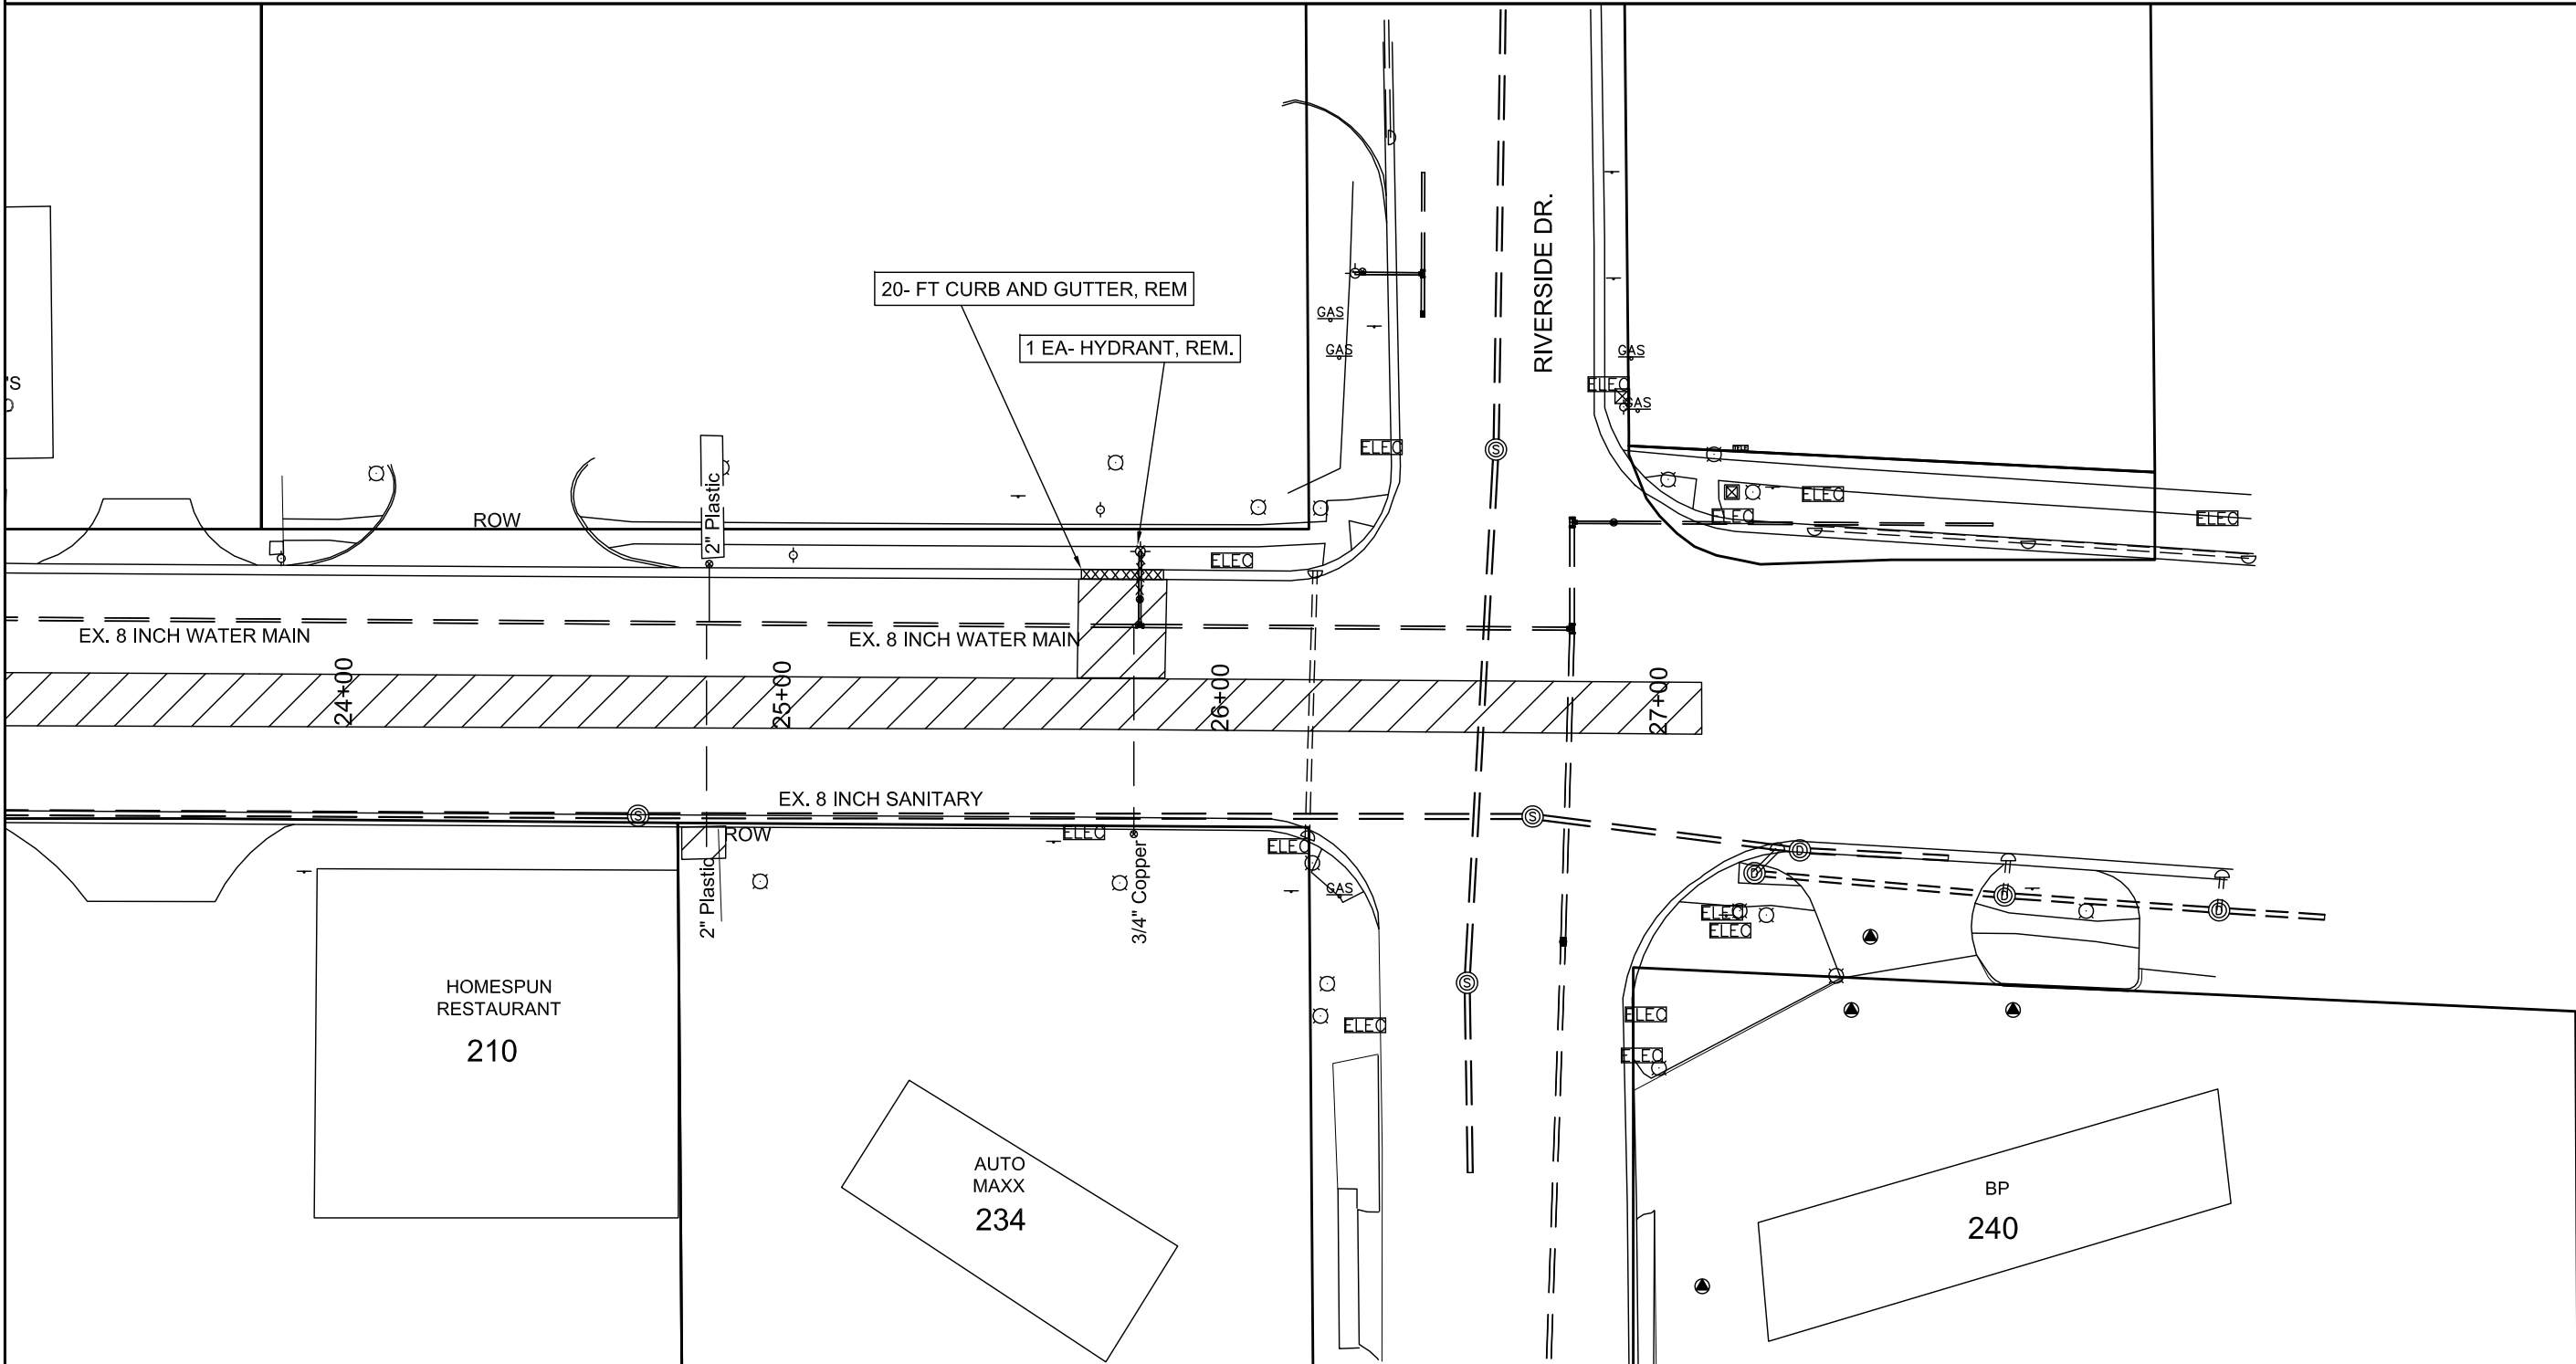 RIVERSIDE DR.
20- FT CURB AND GUTTER, REM
GAS
1 EA- HYDRANT, REM.
GAS
GAS
'S
ELEC
GAS
ELEC
2" Plastic
ELEC
ROW
ELEC
ELEC
ELEC
EX. 8 INCH WATER MAIN
EX. 8 INCH WATER MAIN
24+00
25+00
26+00
27+00
EX. 8 INCH SANITARY
S
S
S
S
ROW
ELEC
ELEC
D
D
D
D
2" Plastic
3/4" Copper
GAS
ELEC
ELEC
HOMESPUN
RESTAURANT
210
ELEC
ELEC
ELEC
AUTO
MAXX
234
BP
240